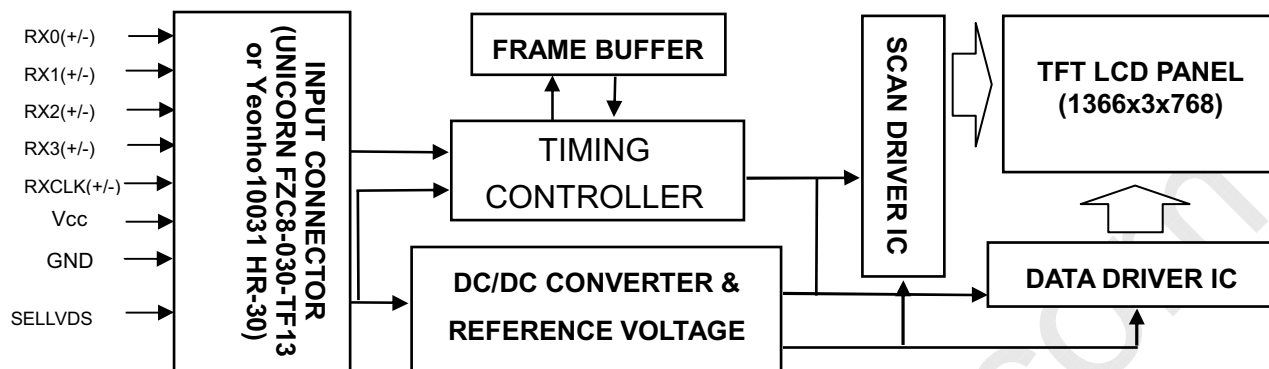 RX0(+/-)
RX1(+/-)
RX2(+/-)
RX3(+/-)
RXCLK(+/-)
Vcc
GND
SELLVDS
INPUT CONNECTOR
(UNICORN FZC8-030-TF13
or Yeonho10031 HR-30)
FRAME BUFFER
TIMING
CONTROLLER
DC/DC CONVERTER &
REFERENCE VOLTAGE
SCAN DRIVER IC
TFT LCD PANEL
(1366x3x768)
DATA DRIVER IC
com